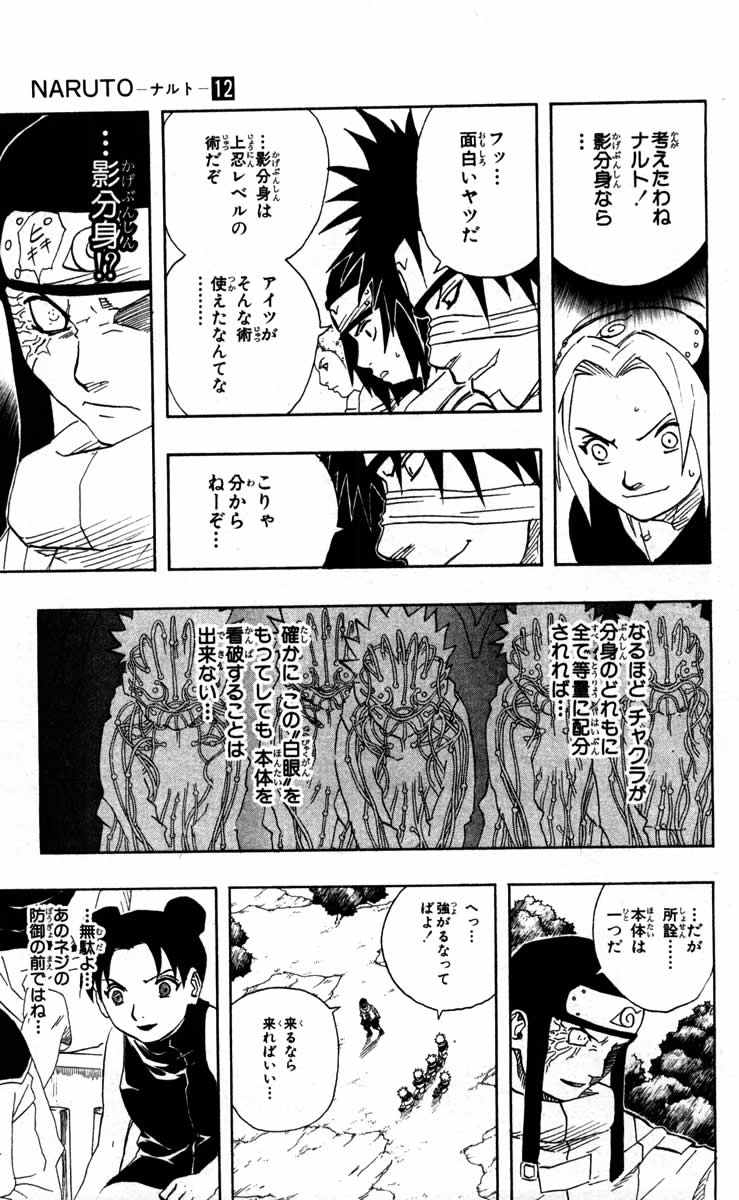 NARUTO—ナルト—12
考えたわね
ナルト!
影分身なら
…
フッ…
面白いヤツだ
…影分身は
上忍レベルの
術だぞ
アイツが
そんな術
使えたなんてな
………
…影分身!?
ピキ
こりゃ
分から
ねーぞ…
なるほど チャクラが
分身のどれもに
全て等量に配分
されれば…
確かに この“白眼”を
もってしても 本体を
看破することは
出来ない…
…だが
所詮…
本体は
一つだ
へっ…
強がるなって
ばよ!
来るなら
来ればいい…
…無駄よ…
あのネジの
防御の前ではね…